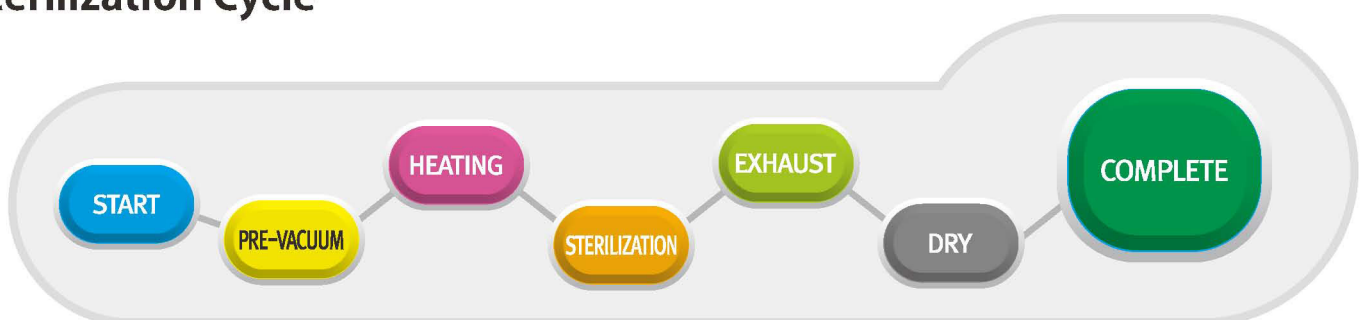 terilization Cycle
START
PRE-VACUUM
HEATING
STERILIZATION
EXHAUST
DRY
COMPLETE